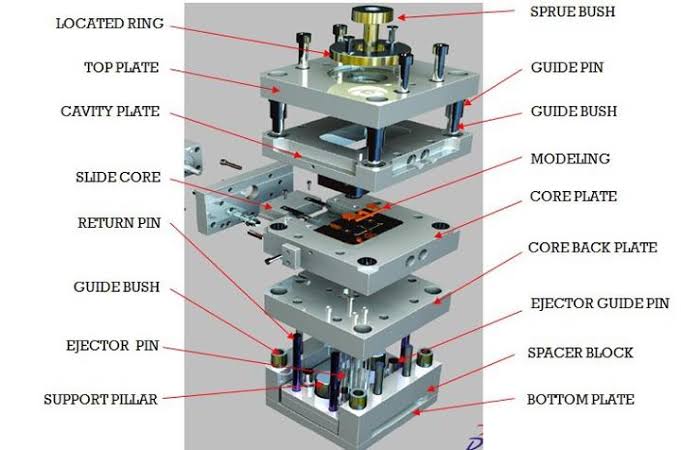 SPRUE BUSH
LOCATED RING
TOP PLATE
GUIDE PIN
CAVITY PLATE
GUIDE BUSH
MODELING
SLIDE CORE
CORE PLATE
RETURN PIN
CORE BACK PLATE
GUIDE BUSH
EJECTOR GUIDE PIN
EJECTOR PIN
SPACER BLOCK
SUPPORT PILLAR
BOTTOM PLATE